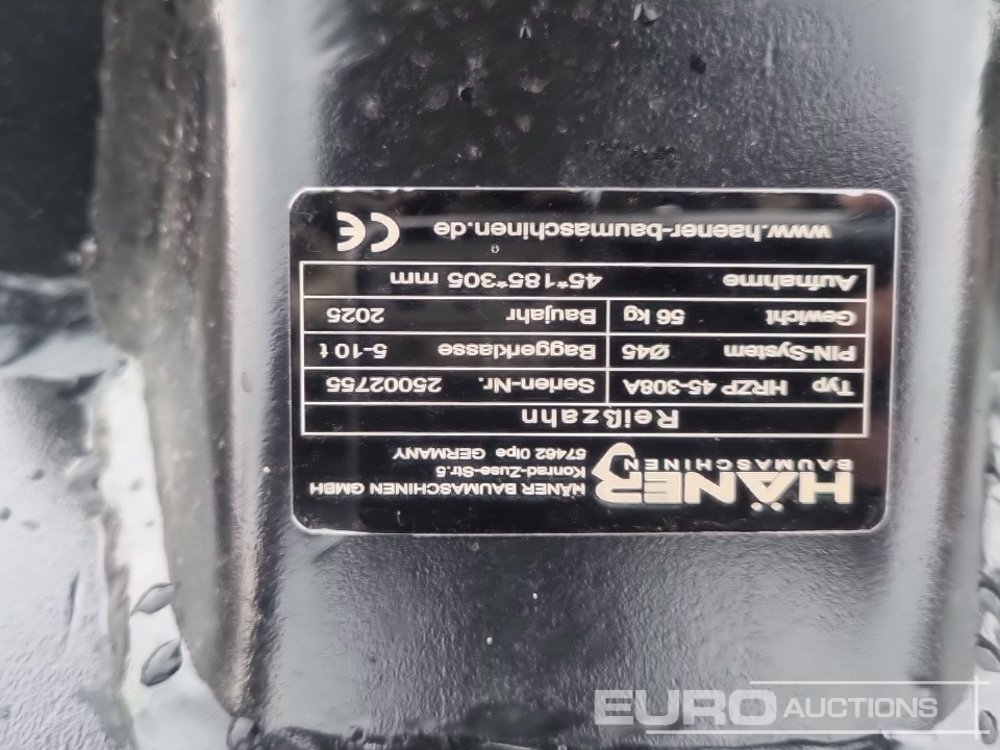 HÄNER
BAUMASCHINEN
HÄNER BAUMASCHINEN GMBH
Konrad-Zuse-Str.5
57462 Olpe GERMANY
Reißzahn
Typ HRZP 45-308A Serien-Nr. 25002755
PIN-System Ø45 Baggerklasse 5-10 t
Gewicht 56 kg Baujahr 2025
Aufnahme 45*185*305 mm
www.haener-baumaschinen.de CE
EURO AUCTIONS